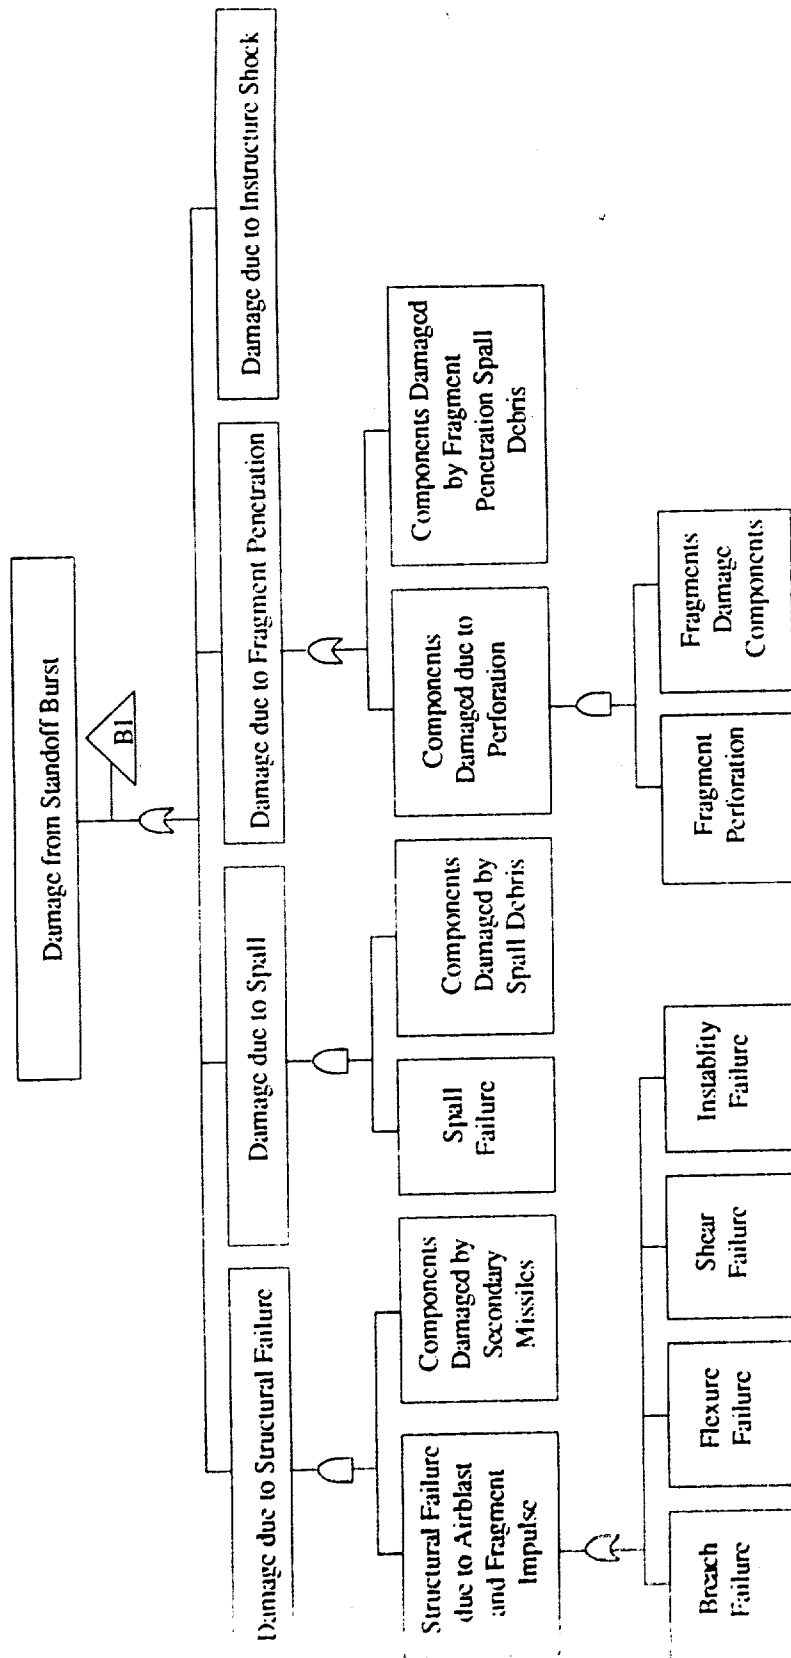 Damage from Standoff Burst
B1
Damage due to Structural Failure
Damage due to Spall
Damage due to Fragment Penetration
Damage due to Instructure Shock
Structural Failure
due to Airblast
and Fragment
Impulse
Components
Damaged by
Secondary
Missiles
Spall
Failure
Components
Damaged by
Spall Debris
Components
Damaged due to
Perforation
Components Damaged
by Fragment
Penetration Spall
Debris
Breach
Failure
Flexure
Failure
Shear
Failure
Instablity
Failure
Fragment
Perforation
Fragments
Damage
Components